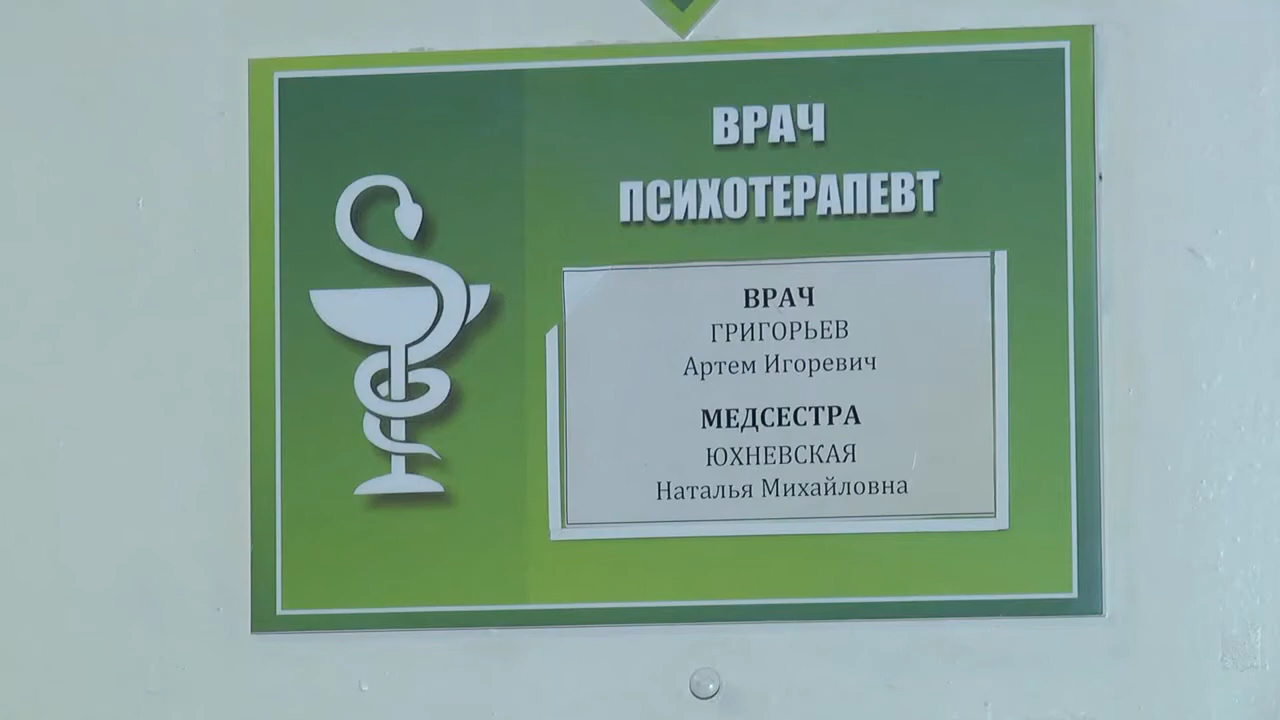 ВРАЧ
ПСИХОТЕРАПЕВТ
ВРАЧ
ГРИГОРЬЕВ
Артем Игоревич
МЕДСЕСТРА
ЮХНЕВСКАЯ
Наталья Михайловна